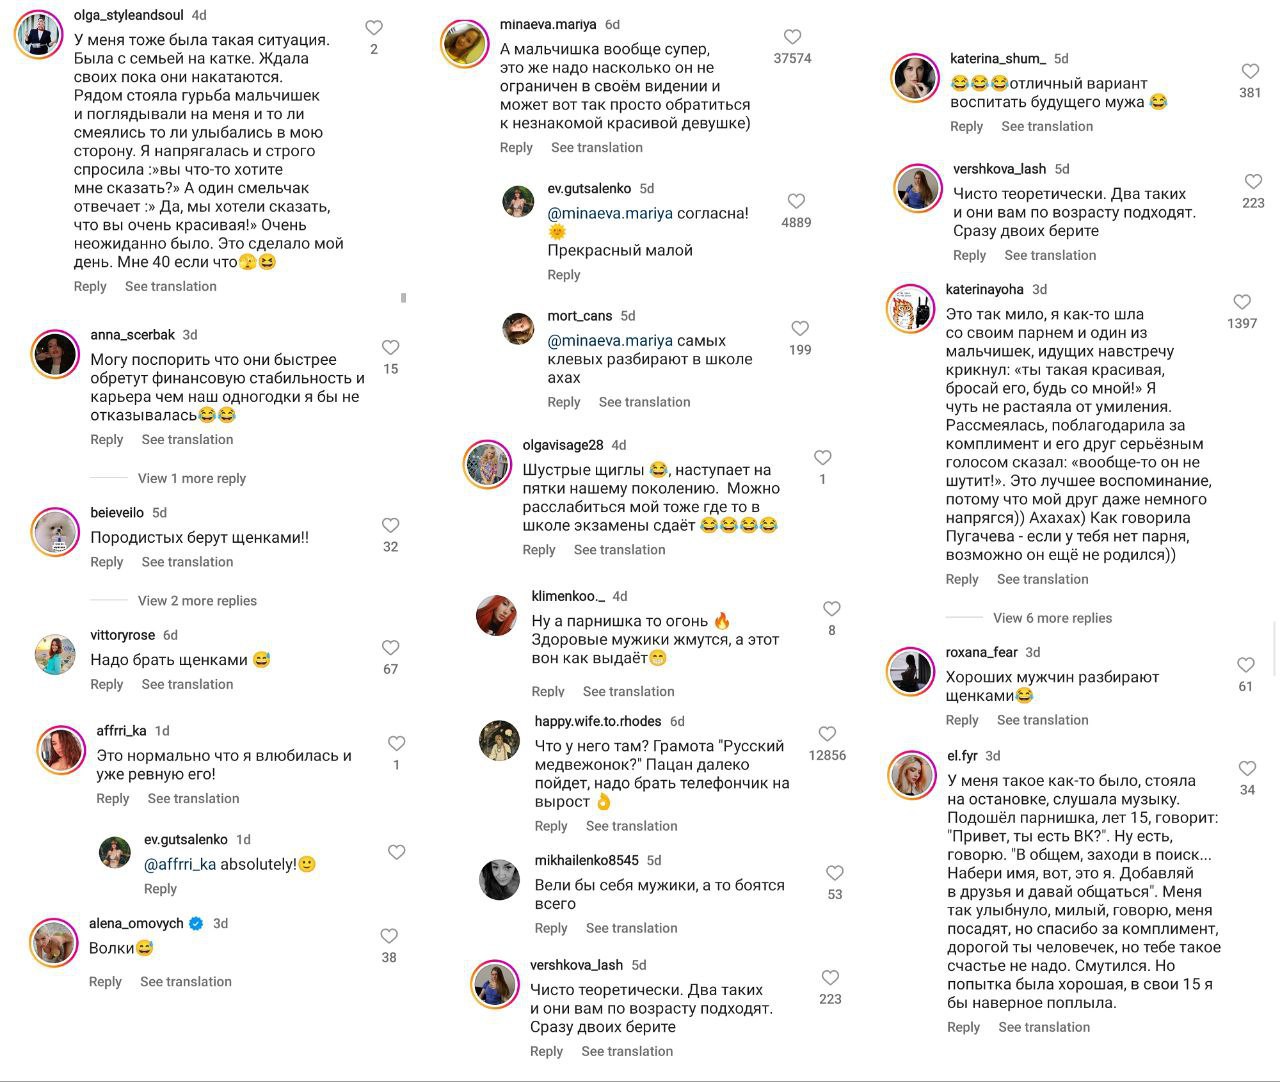 olga_styleandsoul 4d
У меня тоже была такая ситуация.
Была с семьей на катке. Ждала
своих пока они накатаются.
Рядом стояла гурьба мальчишек
и поглядывали на меня и то ли
смеялись то ли улыбались в мою
сторону. Я напрягалась и строго
спросила :»вы что-то хотите
мне сказать?» А один смельчак
отвечает :» Да, мы хотели сказать,
что вы очень красивая!» Очень
неожиданно было. Это сделало мой
день. Мне 40 если что🫣😆
2
Reply See translation
anna_scerbak 3d
Могу поспорить что они быстрее
обретут финансовую стабильность и
карьера чем наш одногодки я бы не
отказывалась😂😂
15
Reply See translation
View 1 more reply
beieveilo 5d
Породистых берут щенками!!
32
Reply See translation
View 2 more replies
vittoryrose 6d
Надо брать щенками 😅
67
Reply See translation
affrri_ka 1d
Это нормально что я влюбилась и
уже ревную его!
1
Reply See translation
ev.gutsalenko 1d
@affrri_ka absolutely!🙂
Reply
alena_omovych 3d
Волки😅
38
Reply See translation
minaeva.mariya 6d
А мальчишка вообще супер,
это же надо насколько он не
ограничен в своём видении и
может вот так просто обратиться
к незнакомой красивой девушке)
37574
Reply See translation
ev.gutsalenko 5d
@minaeva.mariya согласна!
🌞
Прекрасный малой
4889
Reply
mort_cans 5d
@minaeva.mariya самых
клевых разбирают в школе
ахах
199
Reply See translation
olgavisage28 4d
Шустрые щиглы 😂, наступает на
пятки нашему поколению. Можно
расслабиться мой тоже где то в
школе экзамены сдаёт 😂😂😂😂
1
Reply See translation
klimenkoo._ 4d
Ну а парнишка то огонь 🔥
Здоровые мужики жмутся, а этот
вон как выдаёт😁
8
Reply See translation
happy.wife.to.rhodes 6d
Что у него там? Грамота "Русский
медвежонок?" Пацан далеко
пойдет, надо брать телефончик на
вырост 👌
12856
Reply See translation
mikhailenko8545 5d
Вели бы себя мужики, а то боятся
всего
53
Reply See translation
vershkova_lash 5d
Чисто теоретически. Два таких
и они вам по возрасту подходят.
Сразу двоих берите
223
Reply See translation
katerina_shum_ 5d
😂😂😂отличный вариант
воспитать будущего мужа 😂
381
Reply See translation
vershkova_lash 5d
Чисто теоретически. Два таких
и они вам по возрасту подходят.
Сразу двоих берите
223
Reply See translation
katerinayoha 3d
Это так мило, я как-то шла
со своим парнем и один из
мальчишек, идущих навстречу
крикнул: «ты такая красивая,
бросай его, будь со мной!» Я
чуть не растаяла от умиления.
Рассмеялась, поблагодарила за
комплимент и его друг серьёзным
голосом сказал: «вообще-то он не
шутит!». Это лучшее воспоминание,
потому что мой друг даже немного
напрягся)) Ахахах) Как говорила
Пугачева - если у тебя нет парня,
возможно он ещё не родился))
1397
Reply See translation
View 6 more replies
roxana_fear 3d
Хороших мужчин разбирают
щенками😂
61
Reply See translation
el.fyr 3d
У меня такое как-то было, стояла
на остановке, слушала музыку.
Подошёл парнишка, лет 15, говорит:
"Привет, ты есть ВК?". Ну есть,
говорю. "В общем, заходи в поиск...
Набери имя, вот, это я. Добавляй
в друзья и давай общаться". Меня
так улыбнуло, милый, говорю, меня
посадят, но спасибо за комплимент,
дорогой ты человечек, но тебе такое
счастье не надо. Смутился. Но
попытка была хорошая, в свои 15 я
бы наверное поплыла.
34
Reply See translation